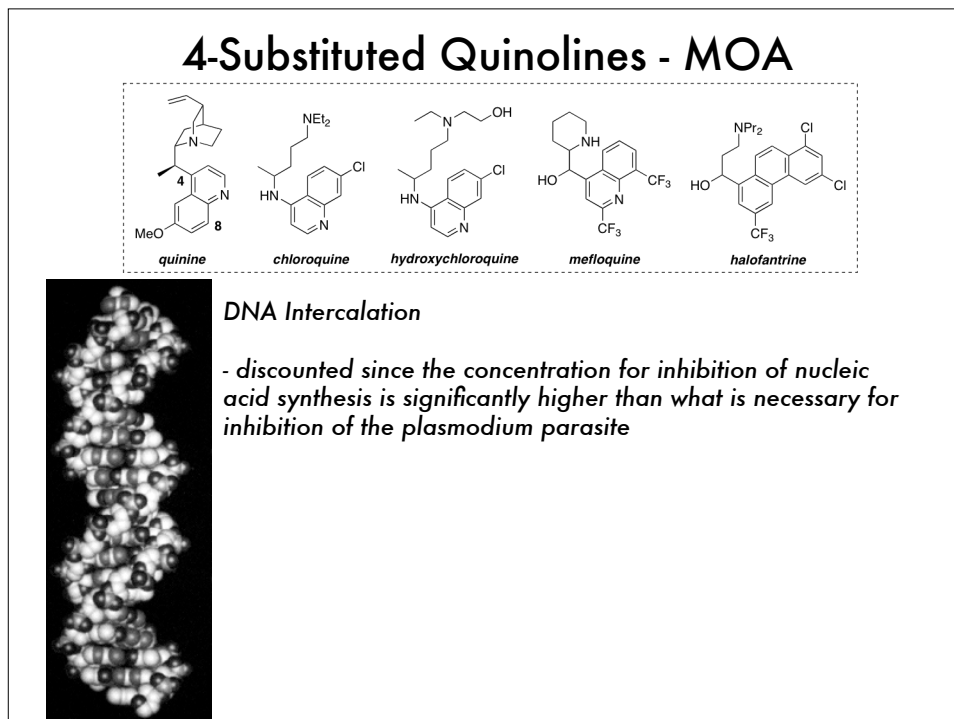 4-Substituted Quinolines - MOA
N
4
N
8
MeO
quinine
NEt2
HN
Cl
N
chloroquine
N
OH
HN
Cl
N
hydroxychloroquine
NH
HO
CF3
N
CF3
mefloquine
NPr2
Cl
HO
Cl
CF3
halofantrine
DNA Intercalation
- discounted since the concentration for inhibition of nucleic
acid synthesis is significantly higher than what is necessary for
inhibition of the plasmodium parasite